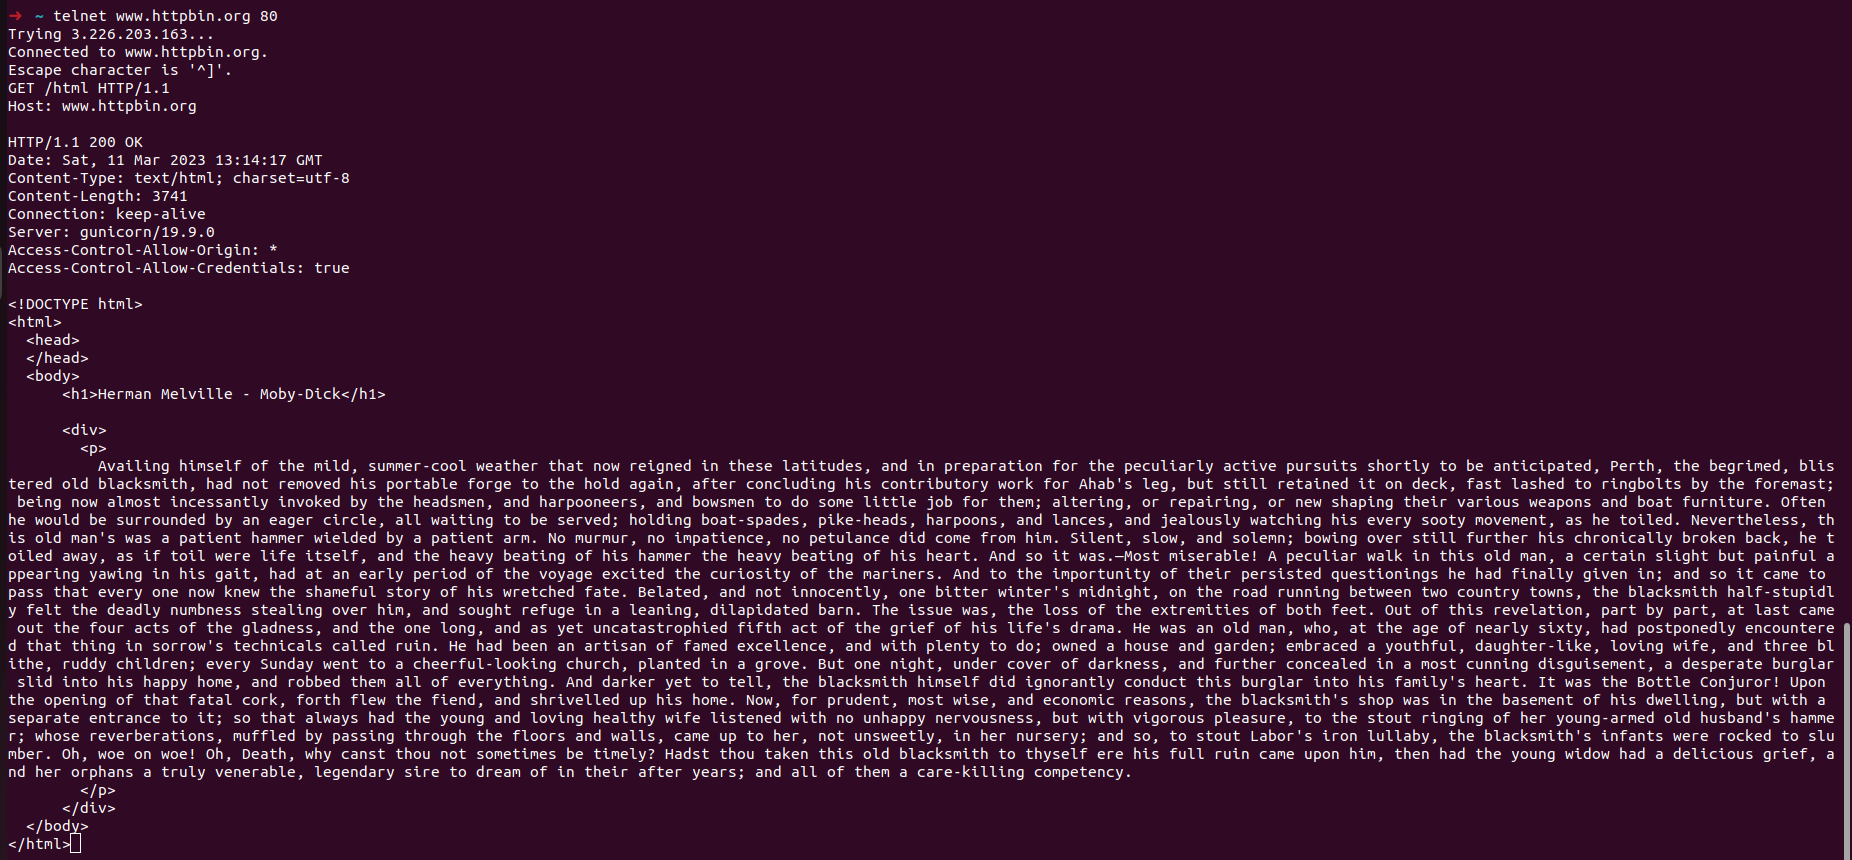 ➜ ~ telnet www.httpbin.org 80
Trying 3.226.203.163...
Connected to www.httpbin.org.
Escape character is '^]'.
GET /html HTTP/1.1
Host: www.httpbin.org

HTTP/1.1 200 OK
Date: Sat, 11 Mar 2023 13:14:17 GMT
Content-Type: text/html; charset=utf-8
Content-Length: 3741
Connection: keep-alive
Server: gunicorn/19.9.0
Access-Control-Allow-Origin: *
Access-Control-Allow-Credentials: true

<!DOCTYPE html>
<html>
  <head>
  </head>
  <body>
      <h1>Herman Melville - Moby-Dick</h1>

      <div>
        <p>
          Availing himself of the mild, summer-cool weather that now reigned in these latitudes, and in preparation for the peculiarly active pursuits shortly to be anticipated, Perth, the begrimed, blis
tered old blacksmith, had not removed his portable forge to the hold again, after concluding his contributory work for Ahab's leg, but still retained it on deck, fast lashed to ringbolts by the foremast;
 being now almost incessantly invoked by the headsmen, and harpooneers, and bowsmen to do some little job for them; altering, or repairing, or new shaping their various weapons and boat furniture. Often
he would be surrounded by an eager circle, all waiting to be served; holding boat-spades, pike-heads, harpoons, and lances, and jealously watching his every sooty movement, as he toiled. Nevertheless, th
is old man's was a patient hammer wielded by a patient arm. No murmur, no impatience, no petulance did come from him. Silent, slow, and solemn; bowing over still further his chronically broken back, he t
oiled away, as if toil were life itself, and the heavy beating of his hammer the heavy beating of his heart. And so it was.—Most miserable! A peculiar walk in this old man, a certain slight but painful a
ppearing yawing in his gait, had at an early period of the voyage excited the curiosity of the mariners. And to the importunity of their persisted questionings he had finally given in; and so it came to
pass that every one now knew the shameful story of his wretched fate. Belated, and not innocently, one bitter winter's midnight, on the road running between two country towns, the blacksmith half-stupidl
y felt the deadly numbness stealing over him, and sought refuge in a leaning, dilapidated barn. The issue was, the loss of the extremities of both feet. Out of this revelation, part by part, at last came
 out the four acts of the gladness, and the one long, and as yet uncatastrophied fifth act of the grief of his life's drama. He was an old man, who, at the age of nearly sixty, had postponedly encountere
d that thing in sorrow's technicals called ruin. He had been an artisan of famed excellence, and with plenty to do; owned a house and garden; embraced a youthful, daughter-like, loving wife, and three bl
ithe, ruddy children; every Sunday went to a cheerful-looking church, planted in a grove. But one night, under cover of darkness, and further concealed in a most cunning disguisement, a desperate burglar
 slid into his happy home, and robbed them all of everything. And darker yet to tell, the blacksmith himself did ignorantly conduct this burglar into his family's heart. It was the Bottle Conjuror! Upon
the opening of that fatal cork, forth flew the fiend, and shrivelled up his home. Now, for prudent, most wise, and economic reasons, the blacksmith's shop was in the basement of his dwelling, but with a
separate entrance to it; so that always had the young and loving healthy wife listened with no unhappy nervousness, but with vigorous pleasure, to the stout ringing of her young-armed old husband's hamme
r; whose reverberations, muffled by passing through the floors and walls, came up to her, not unsweetly, in her nursery; and so, to stout Labor's iron lullaby, the blacksmith's infants were rocked to slu
mber. Oh, woe on woe! Oh, Death, why canst thou not sometimes be timely? Hadst thou taken this old blacksmith to thyself ere his full ruin came upon him, then had the young widow had a delicious grief, a
nd her orphans a truly venerable, legendary sire to dream of in their after years; and all of them a care-killing competency.
        </p>
      </div>
  </body>
</html>